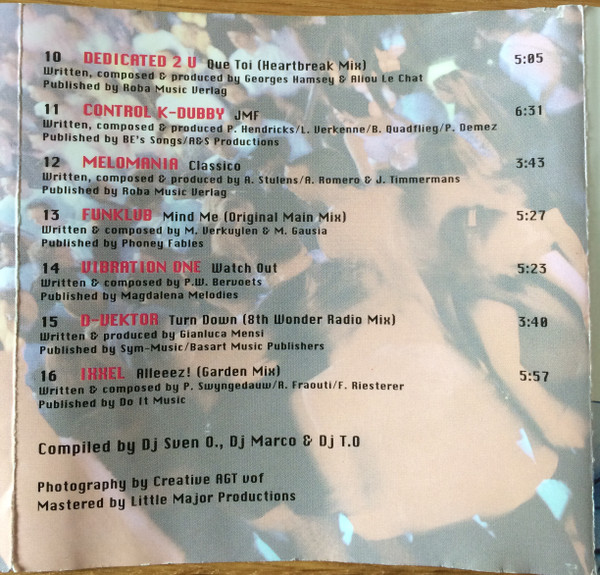 10 DEDICATED 2 U Que Toi (Heartbreak Mix) 5:05
Written, composed & produced by Georges Hamsey & Aliou Le Chat
Published by Roba Music Verlag
11 CONTROL K-DUBBY JMF 6:31
Written, composed & produced P. Hendricks/L. Verkenne/B. Quadflieg/P. Demez
Published by BE's Songs/A&S Productions
12 MELOMANIA Classico 3:43
Written, composed & produced by A. Stulens/A. Romero & J. Timmermans
Published by Roba Music Verlag
13 FUNKLUB Mind Me (Original Main Mix) 5:27
Written & composed by M. Verkuylen & M. Gausia
Published by Phoney Fables
14 VIBRATION ONE Watch Out 5:23
Written & composed by P.W. Bervoets
Published by Magdalena Melodies
15 D-VEKTOR Turn Down (8th Wonder Radio Mix) 3:40
Written & produced by Gianluca Mensi
Published by Sym-Music/Basart Music Publishers
16 IXXEL Alleeez! (Garden Mix) 5:57
Written & composed by P. Swyngedauw/A. Fraouti/F. Riesterer
Published by Do It Music
Compiled by Dj Sven O., Dj Marco & Dj T.O
Photography by Creative AGT vof
Mastered by Little Major Productions